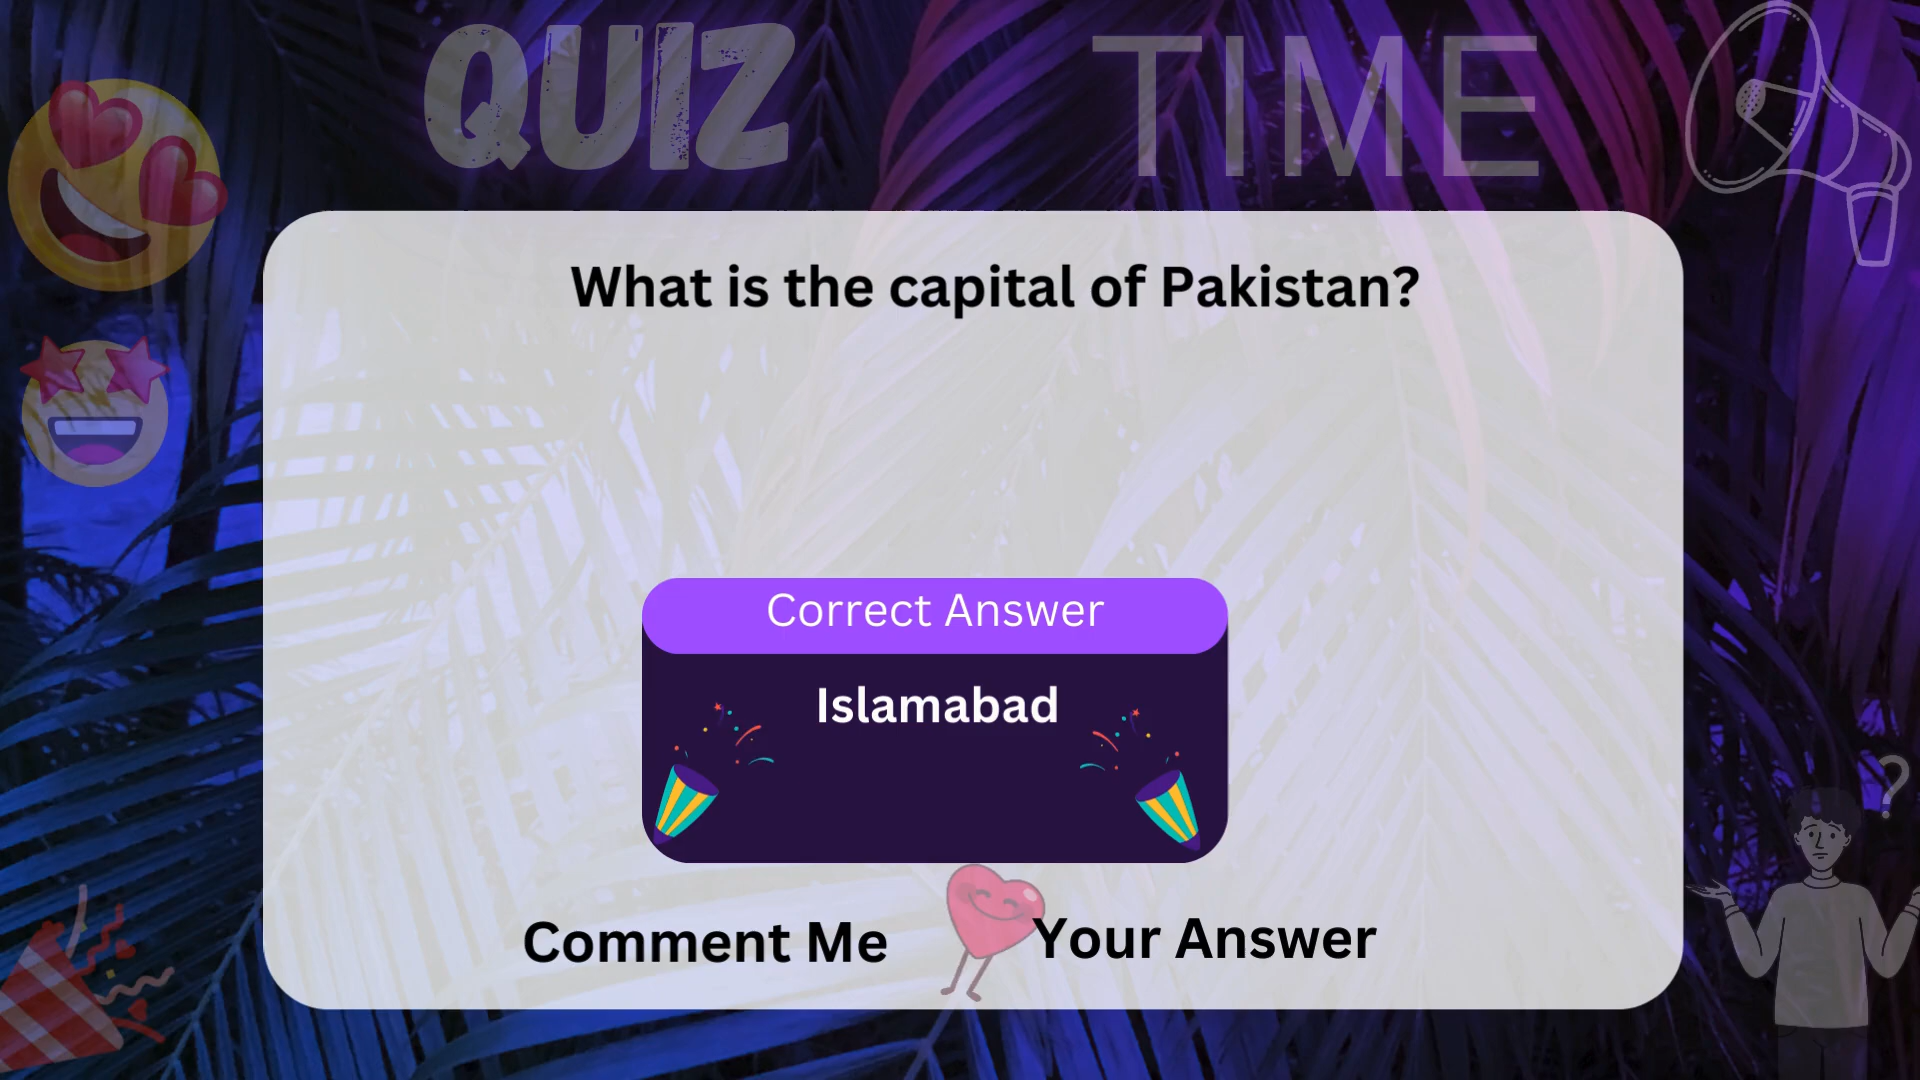 QUIZ TIME
What is the capital of Pakistan?
Correct Answer
Islamabad
Comment Me Your Answer
?